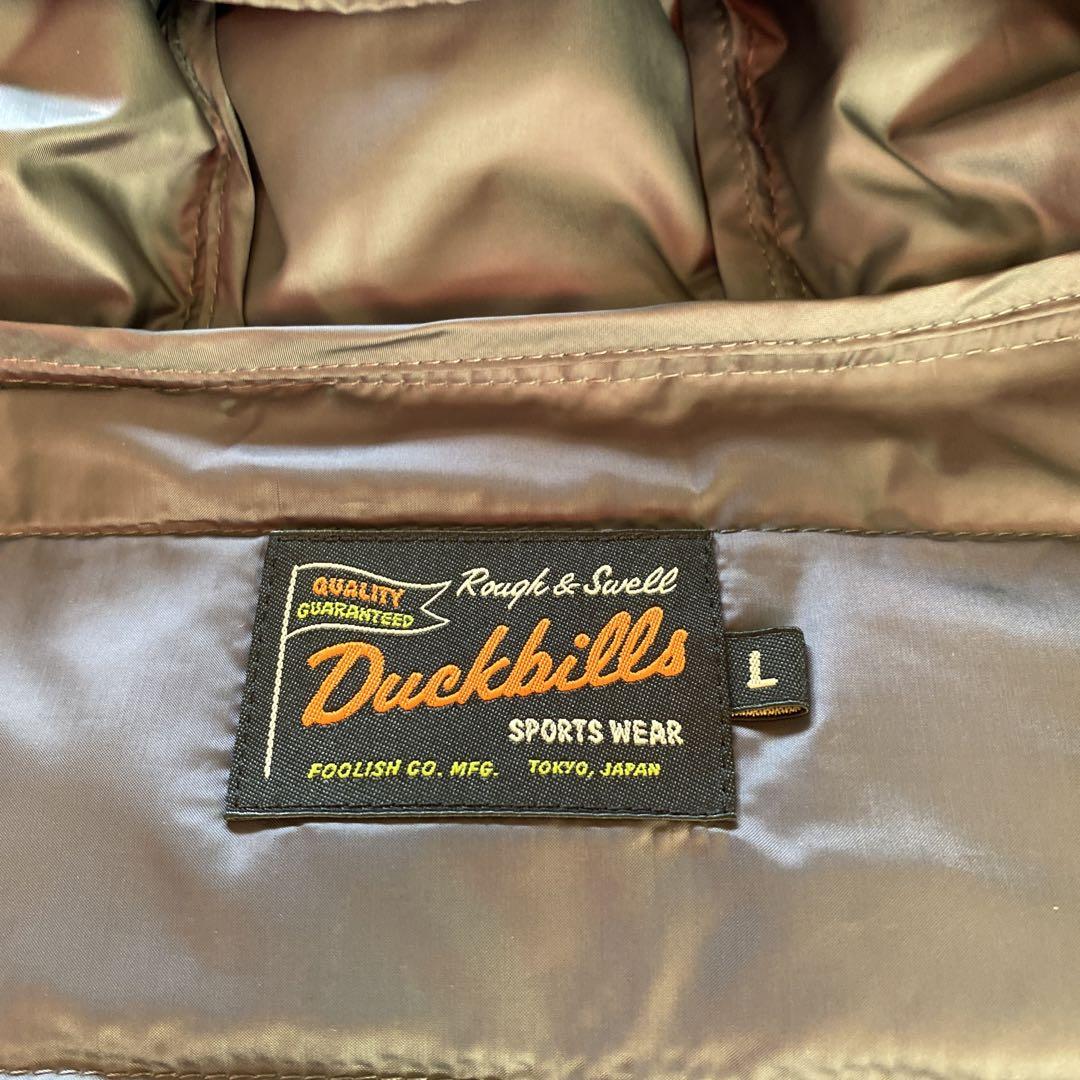 QUALITY
GUARANTEED
Rough & Swell
Duckbills
SPORTS WEAR
FOOLISH CO. MFG. TOKYO, JAPAN
L